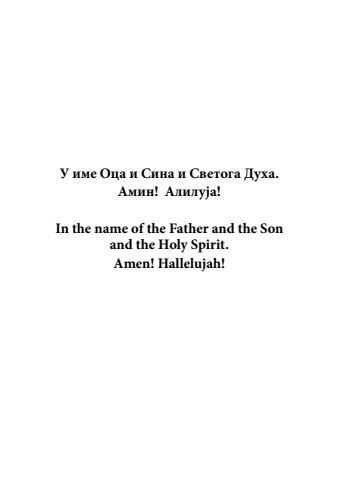 У име Оца и Сина и Светога Духа.
Амин!  Алилуја!
In the name of the Father and the Son
and the Holy Spirit.
Amen! Hallelujah!